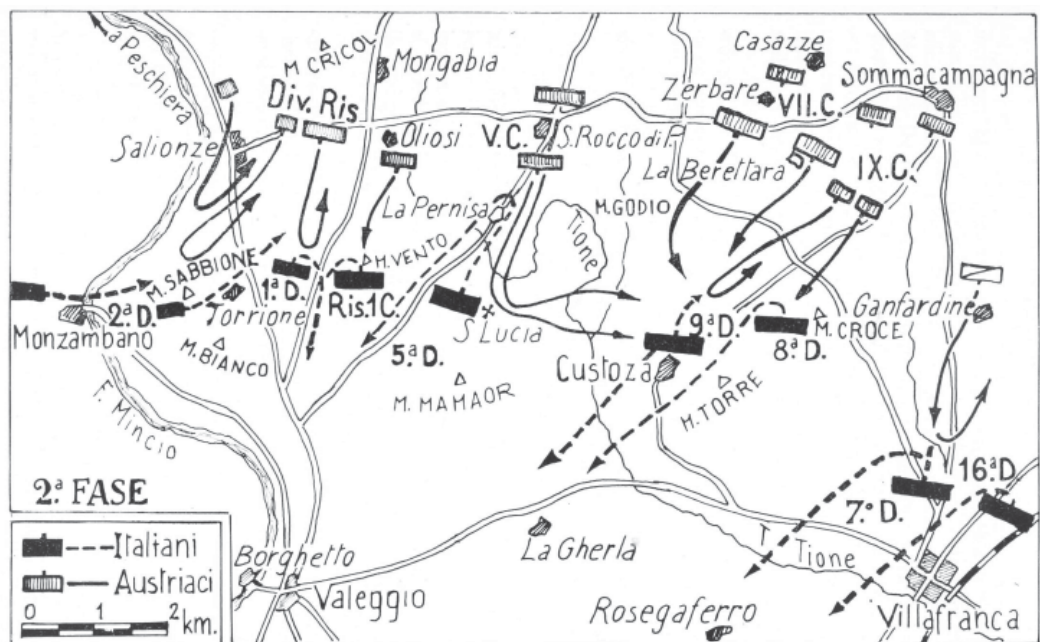 a Peschiera
M CRICOL
Mongabia
Casazze
Sommacampagna
Zerbare
VII.C.
Div. Ris
Salionze
Oliosi
V.C.
S. Rocco di P.
La Berettara
IX.C.
La Pernisa
M. GODIO
Tione
M. VENTO
M. SABBIONE
1ª D.
Ris.1C.
2ª D.
Torrione
Monzambano
5ª D.
S. LUCIA
9ª D.
8ª D.
M. CROCE
Ganfardine
M. BIANCO
Custoza
M. MAMAOR
M. TORRE
F. Mincio
2ª FASE
16ª D.
7ª D.
Italiani
Austriaci
0 1 2 km.
Borghetto
Valeggio
La Gherla
T. Tione
Villafranca
Rosegaferro